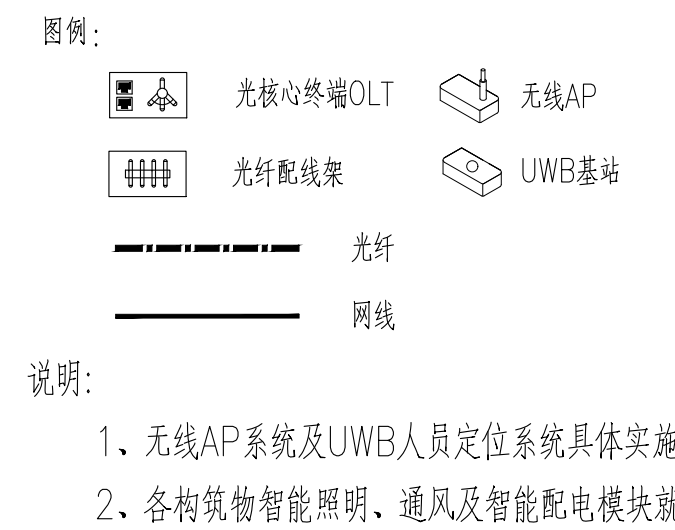 图例:
光核心终端OLT 无线AP
光纤配线架 UWB基站
光纤
网线
说明:
1、无线AP系统及UWB人员定位系统具体实施
2、各构筑物智能照明、通风及智能配电模块就